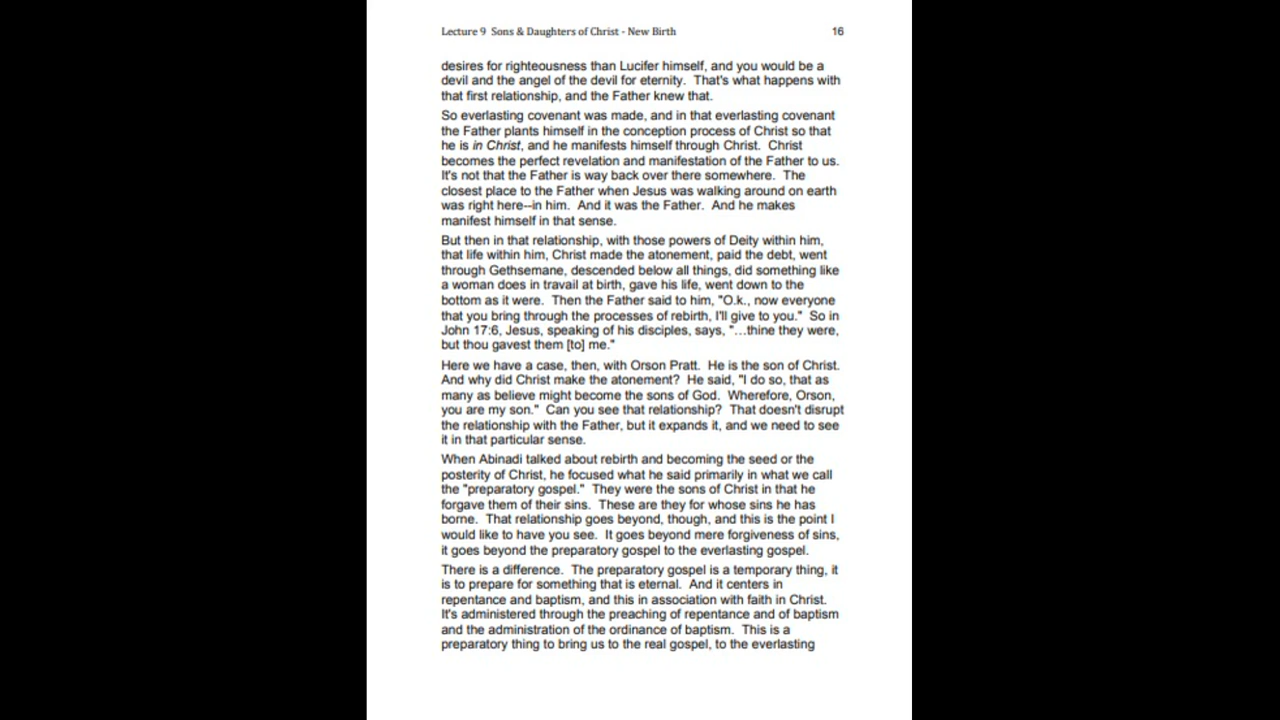 Lecture 9  Sons & Daughters of Christ - New Birth 16
desires for righteousness than Lucifer himself, and you would be a
devil and the angel of the devil for eternity.  That's what happens with
that first relationship, and the Father knew that.
So everlasting covenant was made, and in that everlasting covenant
the Father plants himself in the conception process of Christ so that
he is in Christ, and he manifests himself through Christ.  Christ
becomes the perfect revelation and manifestation of the Father to us.
It's not that the Father is way back over there somewhere.  The
closest place to the Father when Jesus was walking around on earth
was right here--in him.  And it was the Father.  And he makes
manifest himself in that sense.
But then in that relationship, with those powers of Deity within him,
that life within him, Christ made the atonement, paid the debt, went
through Gethsemane, descended below all things, did something like
a woman does in travail at birth, gave his life, went down to the
bottom as it were.  Then the Father said to him, "O.k., now everyone
that you bring through the processes of rebirth, I'll give to you."  So in
John 17:6, Jesus, speaking of his disciples, says, "…thine they were,
but thou gavest them [to] me."
Here we have a case, then, with Orson Pratt.  He is the son of Christ.
And why did Christ make the atonement?  He said, "I do so, that as
many as believe might become the sons of God.  Wherefore, Orson,
you are my son."  Can you see that relationship?  That doesn't disrupt
the relationship with the Father, but it expands it, and we need to see
it in that particular sense.
When Abinadi talked about rebirth and becoming the seed or the
posterity of Christ, he focused what he said primarily in what we call
the "preparatory gospel."  They were the sons of Christ in that he
forgave them of their sins.  These are they for whose sins he has
borne.  That relationship goes beyond, though, and this is the point I
would like to have you see.  It goes beyond mere forgiveness of sins,
it goes beyond the preparatory gospel to the everlasting gospel.
There is a difference.  The preparatory gospel is a temporary thing, it
is to prepare for something that is eternal.  And it centers in
repentance and baptism, and this in association with faith in Christ.
It's administered through the preaching of repentance and of baptism
and the administration of the ordinance of baptism.  This is a
preparatory thing to bring us to the real gospel, to the everlasting